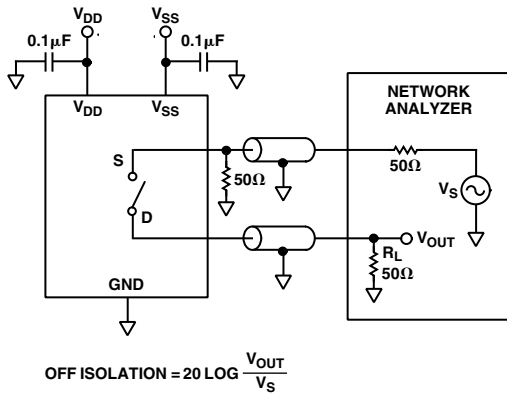 V_DD
V_SS
0.1µF
0.1µF
V_DD
V_SS
NETWORK
ANALYZER
S
50Ω
50Ω
V_S
D
V_OUT
R_L
50Ω
GND
OFF ISOLATION = 20 LOG V_OUT / V_S